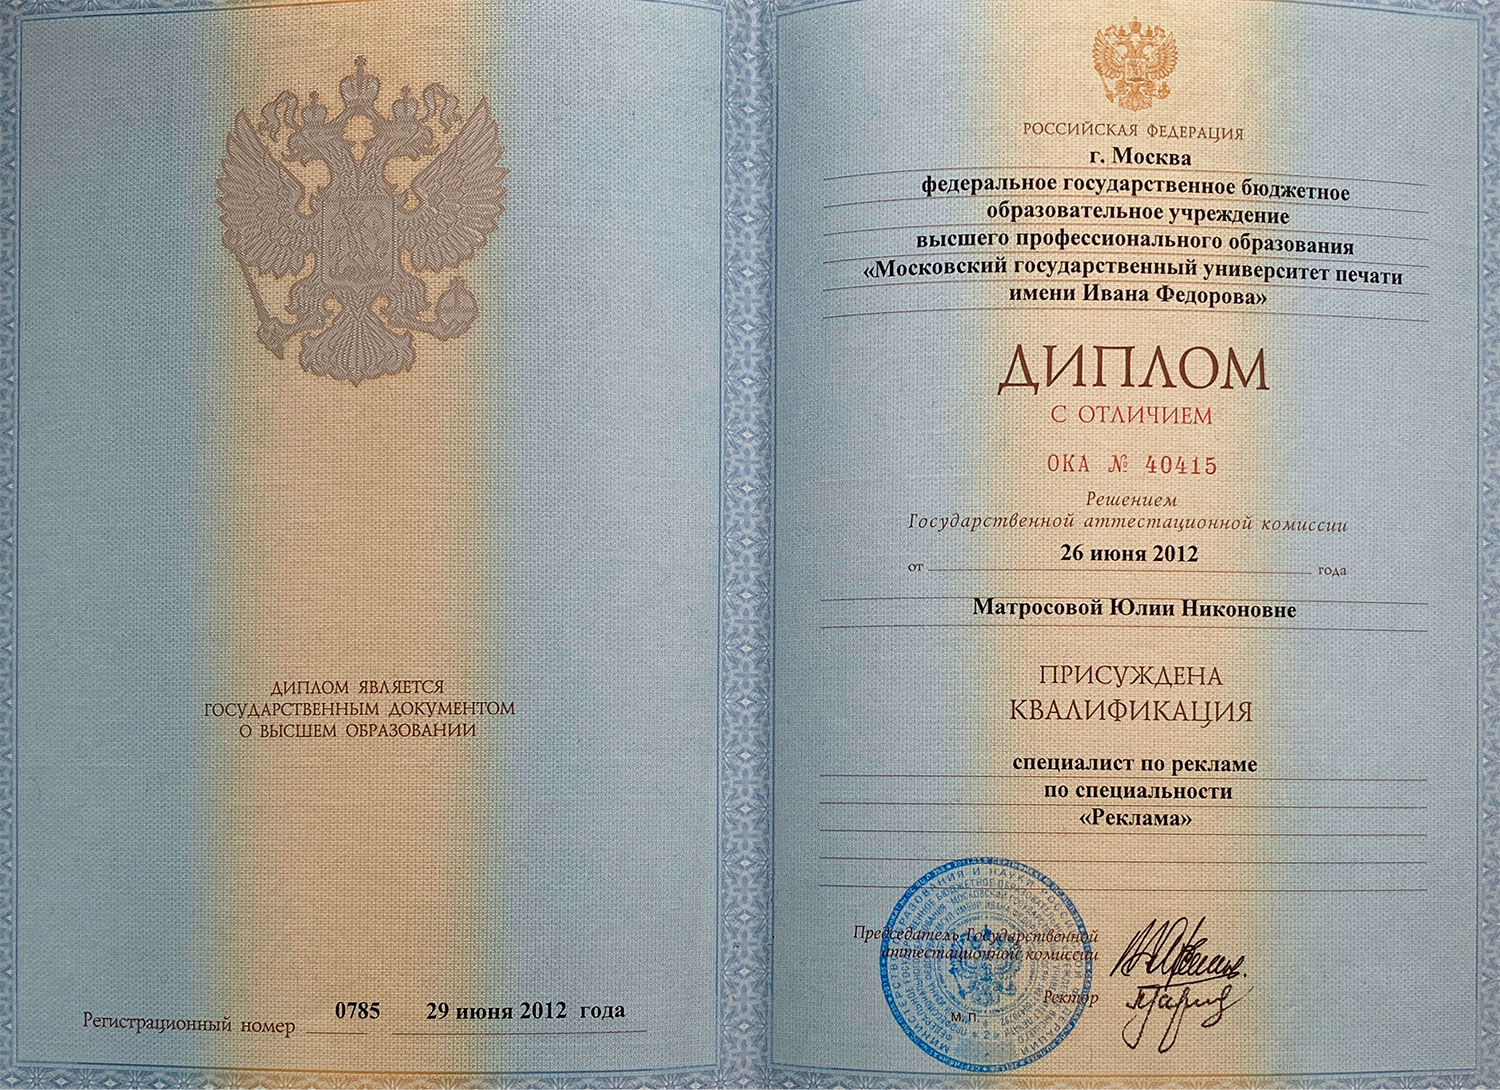 ДИПЛОМ ЯВЛЯЕТСЯ
ГОСУДАРСТВЕННЫМ ДОКУМЕНТОМ
О ВЫСШЕМ ОБРАЗОВАНИИ
Регистрационный номер 0785 29 июня 2012 года
РОССИЙСКАЯ ФЕДЕРАЦИЯ
г. Москва
федеральное государственное бюджетное
образовательное учреждение
высшего профессионального образования
«Московский государственный университет печати
имени Ивана Федорова»
ДИПЛОМ
С ОТЛИЧИЕМ
ОКА № 40415
Решением
Государственной аттестационной комиссии
от 26 июня 2012 года
Матросовой Юлии Никоновне
ПРИСУЖДЕНА
КВАЛИФИКАЦИЯ
специалист по рекламе
по специальности
«Реклама»
Председатель Государственной
аттестационной комиссии
Ректор
М.П.